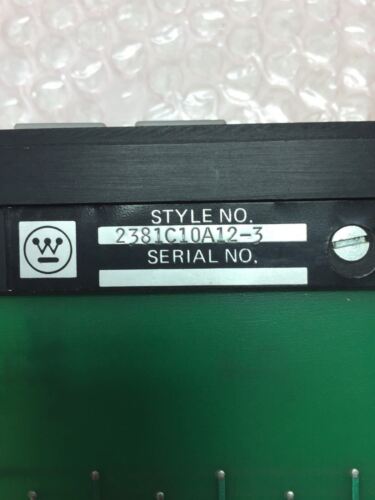 STYLE NO.
2381C10A12-3
SERIAL NO.